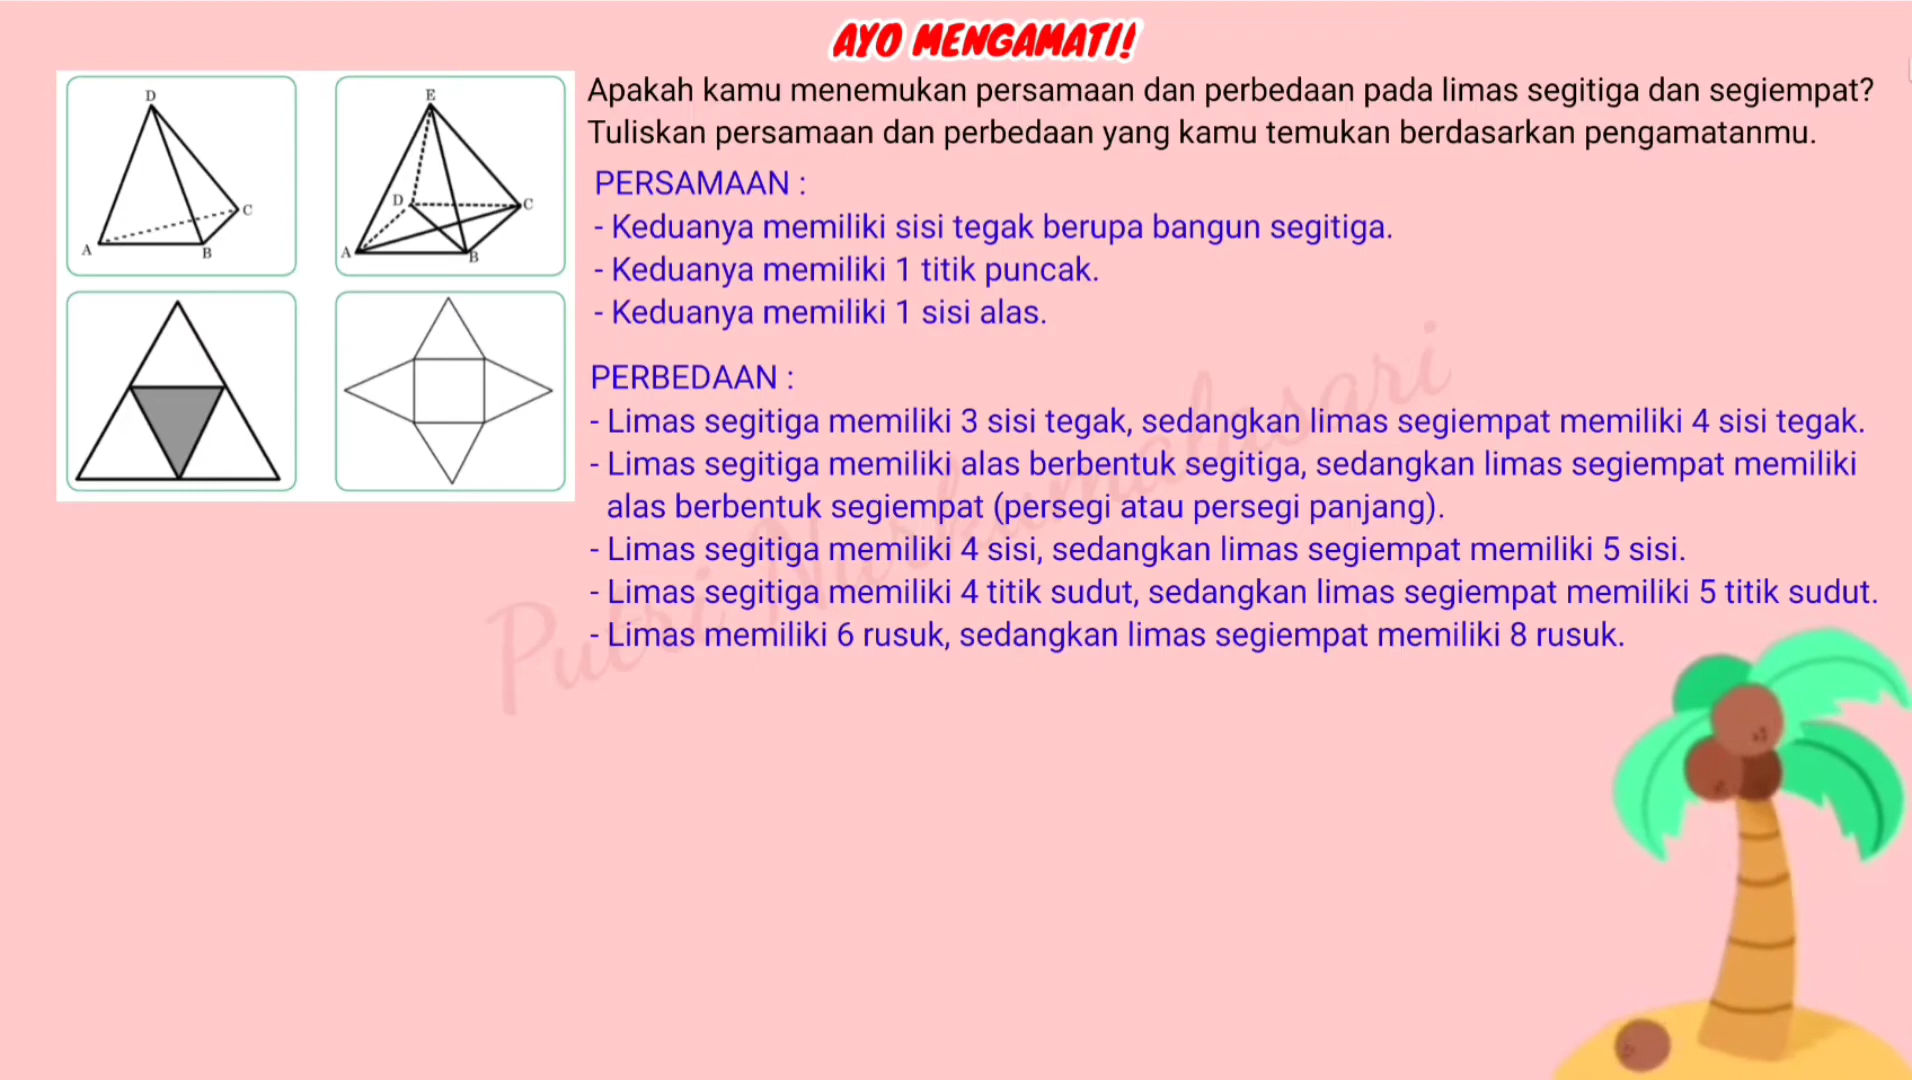 AYO MENGAMATI!
Apakah kamu menemukan persamaan dan perbedaan pada limas segitiga dan segiempat?
Tuliskan persamaan dan perbedaan yang kamu temukan berdasarkan pengamatanmu.
PERSAMAAN :
- Keduanya memiliki sisi tegak berupa bangun segitiga.
- Keduanya memiliki 1 titik puncak.
- Keduanya memiliki 1 sisi alas.
PERBEDAAN :
- Limas segitiga memiliki 3 sisi tegak, sedangkan limas segiempat memiliki 4 sisi tegak.
- Limas segitiga memiliki alas berbentuk segitiga, sedangkan limas segiempat memiliki
alas berbentuk segiempat (persegi atau persegi panjang).
- Limas segitiga memiliki 4 sisi, sedangkan limas segiempat memiliki 5 sisi.
- Limas segitiga memiliki 4 titik sudut, sedangkan limas segiempat memiliki 5 titik sudut.
- Limas memiliki 6 rusuk, sedangkan limas segiempat memiliki 8 rusuk.
D
C
A
B
E
D
C
A
B
Putri Nurkumalasari